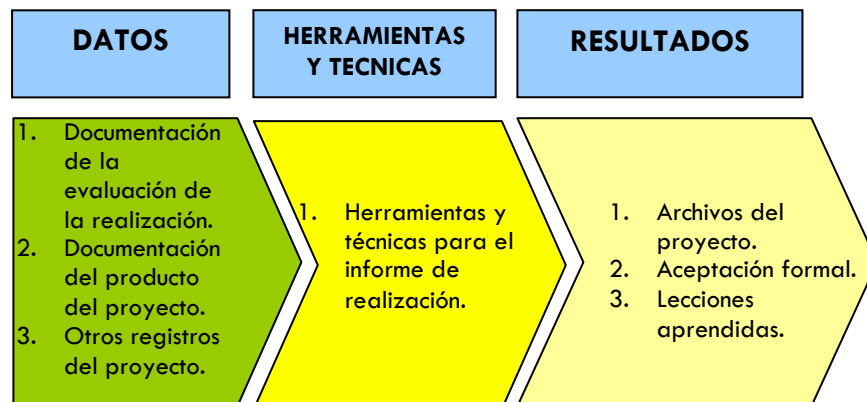 DATOS
HERRAMIENTAS
Y TECNICAS
RESULTADOS
1. Documentación
de la
evaluación de
la realización.
2. Documentación
del producto
del proyecto.
3. Otros registros
del proyecto.
1. Herramientas y
técnicas para el
informe de
realización.
1. Archivos del
proyecto.
2. Aceptación formal.
3. Lecciones
aprendidas.